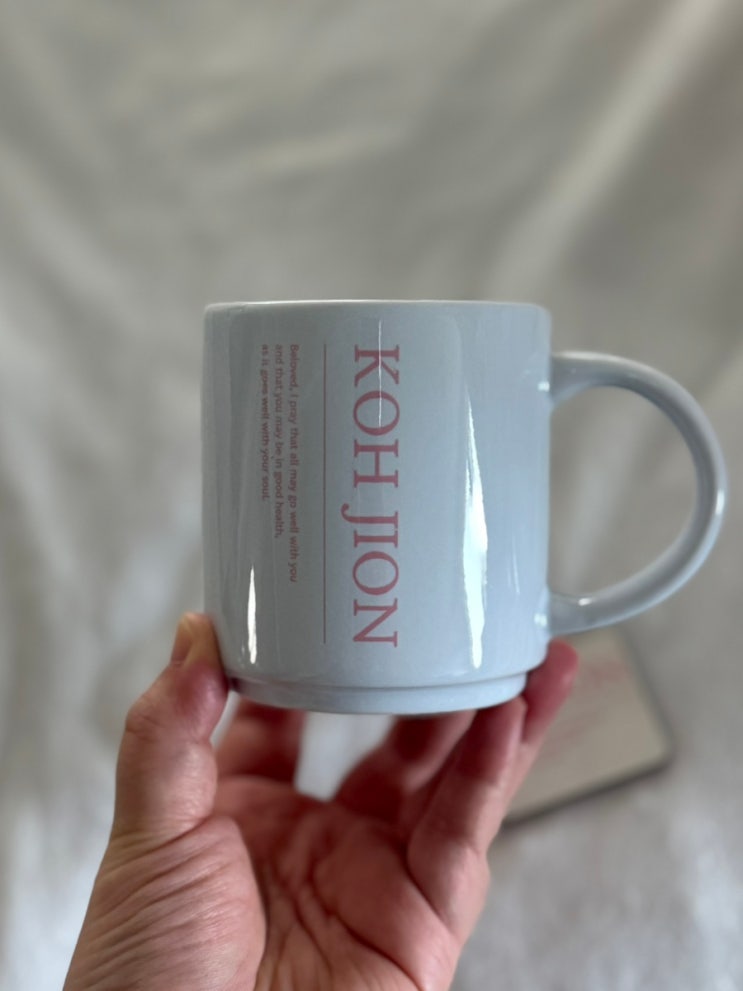 KOH JION
Beloved, I pray that all may go well with you
and that you may be in good health,
as it goes well with your soul.